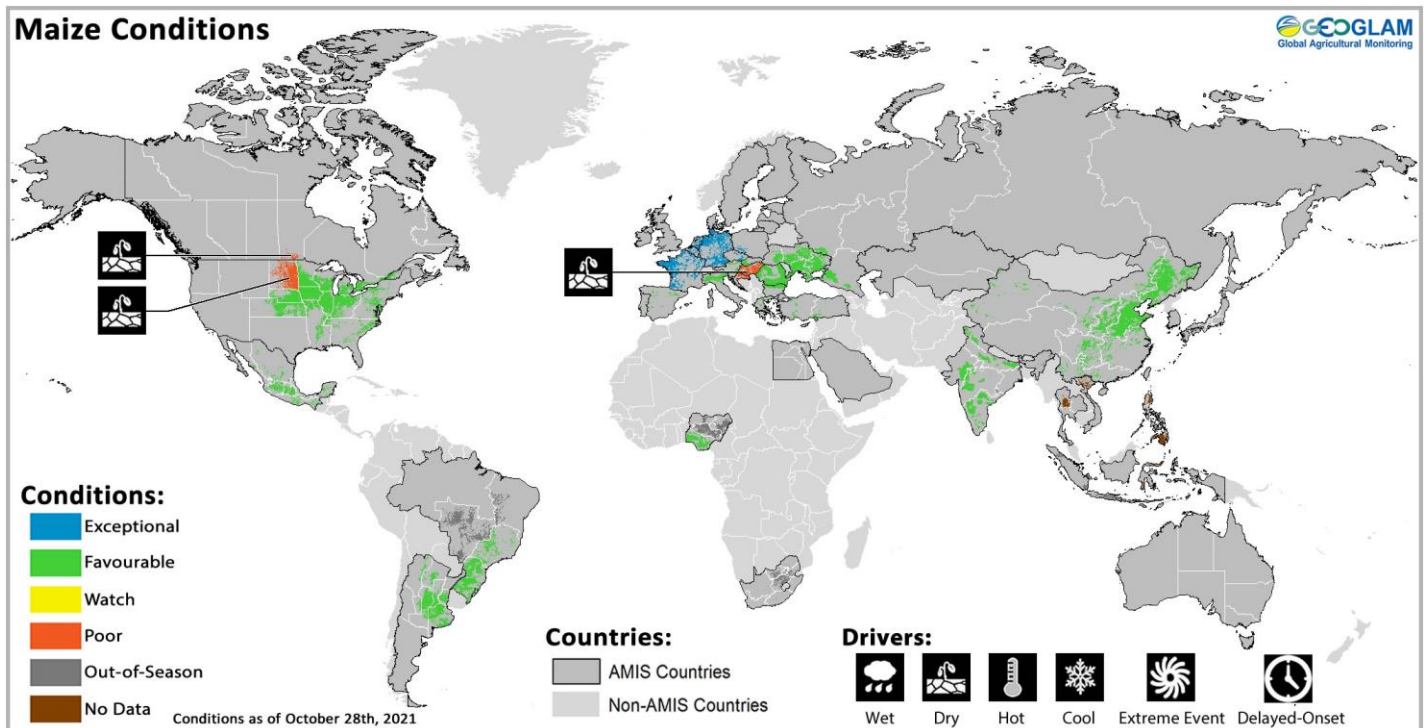 Maize Conditions
GEOGLAM
Global Agricultural Monitoring
Conditions:
Exceptional
Favourable
Watch
Poor
Out-of-Season
No Data
Conditions as of October 28th, 2021
Countries:
AMIS Countries
Non-AMIS Countries
Drivers:
Wet
Dry
Hot
Cool
Extreme Event
Delayed-Onset